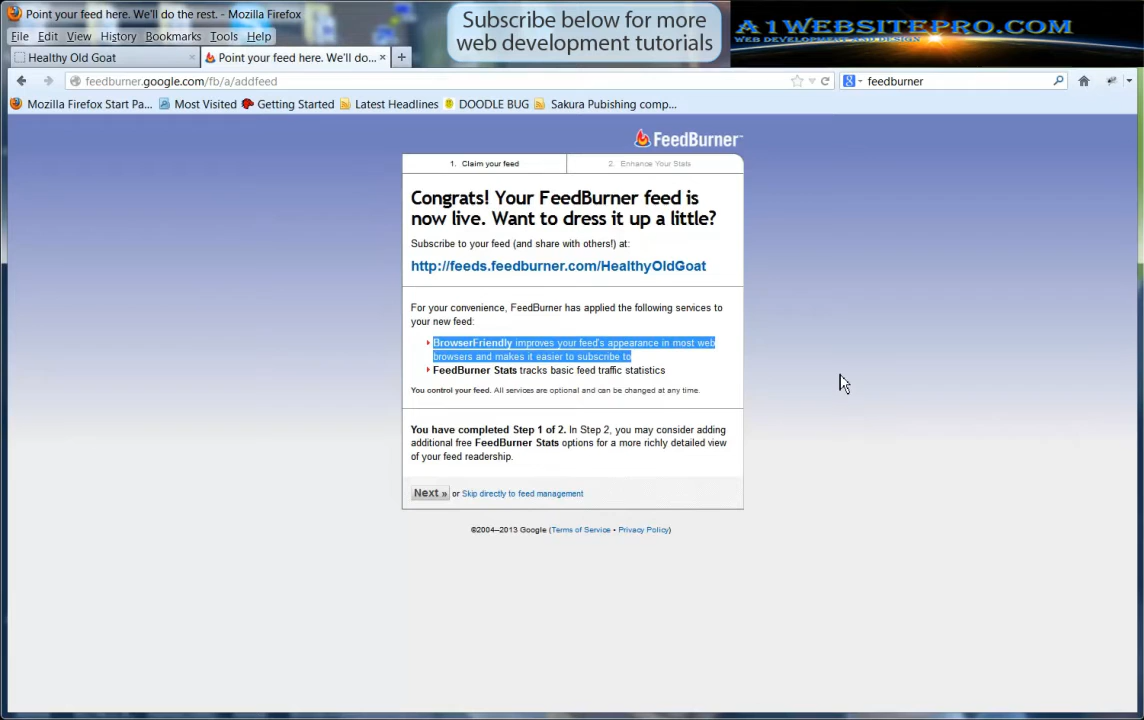 Point your feed here. We'll do the rest. - Mozilla Firefox
Subscribe below for more
web development tutorials
A1WEBSITEPRO.COM
WEB DEVELOPMENT AND DESIGN
File Edit View History Bookmarks Tools Help
Healthy Old Goat
Point your feed here. We'll do...
feedburner.google.com/fb/a/addfeed
feedburner
Mozilla Firefox Start Pa... Most Visited Getting Started Latest Headlines DOODLE BUG Sakura Pubishing comp...
FeedBurner™
1. Claim your feed
2. Enhance Your Stats
Congrats! Your FeedBurner feed is
now live. Want to dress it up a little?
Subscribe to your feed (and share with others!) at:
http://feeds.feedburner.com/HealthyOldGoat
For your convenience, FeedBurner has applied the following services to
your new feed:
BrowserFriendly improves your feed's appearance in most web
browsers and makes it easier to subscribe to
FeedBurner Stats tracks basic feed traffic statistics
You control your feed. All services are optional and can be changed at any time.
You have completed Step 1 of 2. In Step 2, you may consider adding
additional free FeedBurner Stats options for a more richly detailed view
of your feed readership.
Next » or Skip directly to feed management
©2004–2013 Google (Terms of Service • Privacy Policy)